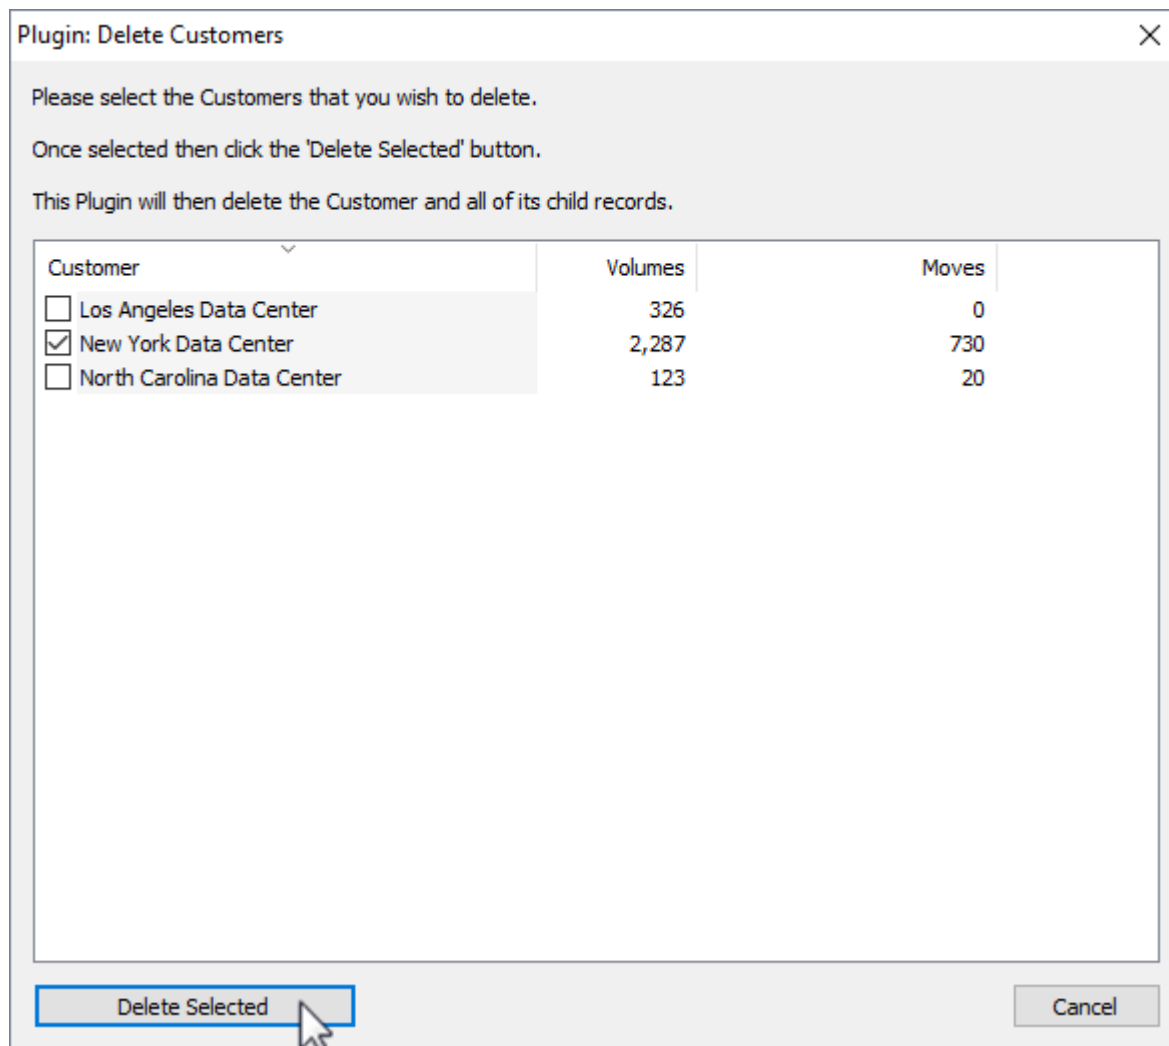 Plugin: Delete Customers
Please select the Customers that you wish to delete.
Once selected then click the 'Delete Selected' button.
This Plugin will then delete the Customer and all of its child records.
Customer Volumes Moves
Los Angeles Data Center 326 0
New York Data Center 2,287 730
North Carolina Data Center 123 20
Delete Selected Cancel